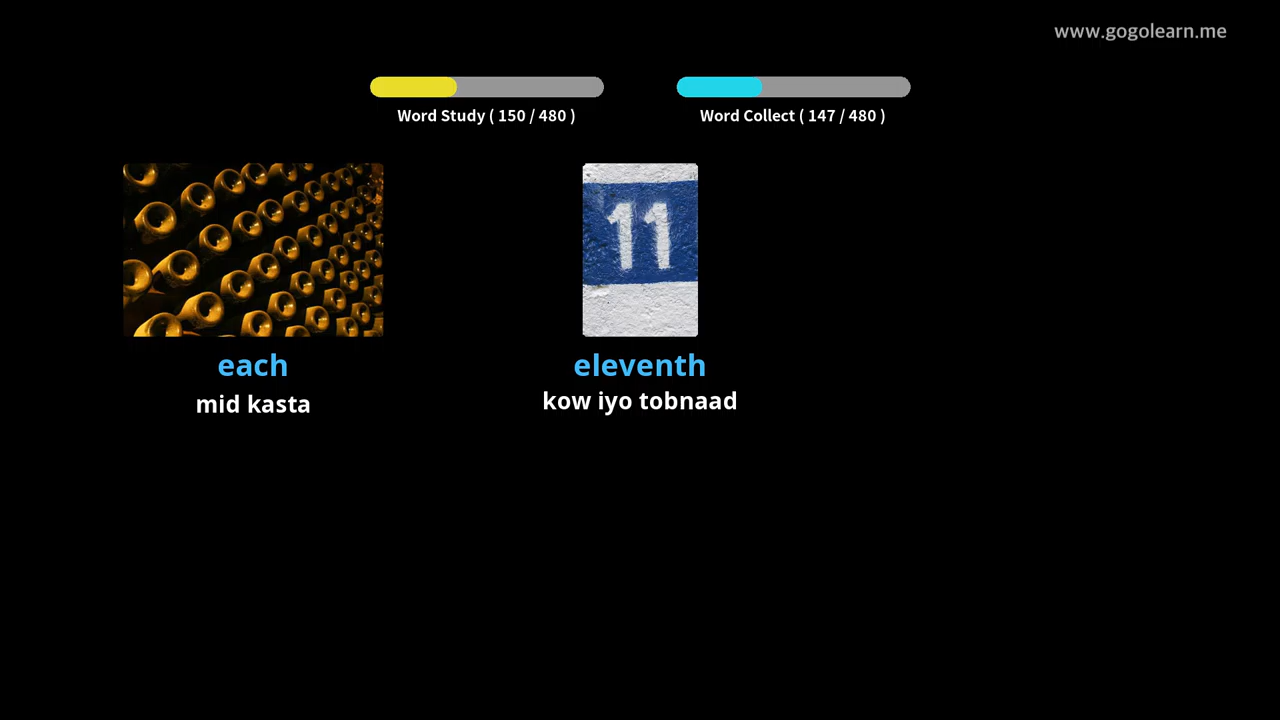 www.gogolearn.me
Word Study ( 150 / 480 )
Word Collect ( 147 / 480 )
11
each
eleventh
mid kasta
kow iyo tobnaad